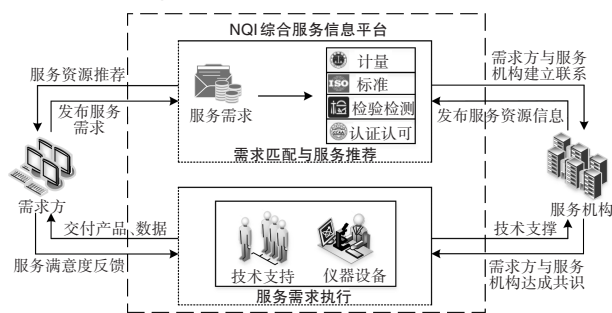 NQI综合服务信息平台
服务资源推荐
发布服务
需求
服务需求
计量
ISO 标准
检 检验检测
认证认可
需求匹配与服务推荐
需求方与服务
机构建立联系
发布服务资源信息
需求方
服务机构
交付产品、数据
服务满意度反馈
技术支持
仪器设备
服务需求执行
技术支撑
需求方与服务
机构达成共识